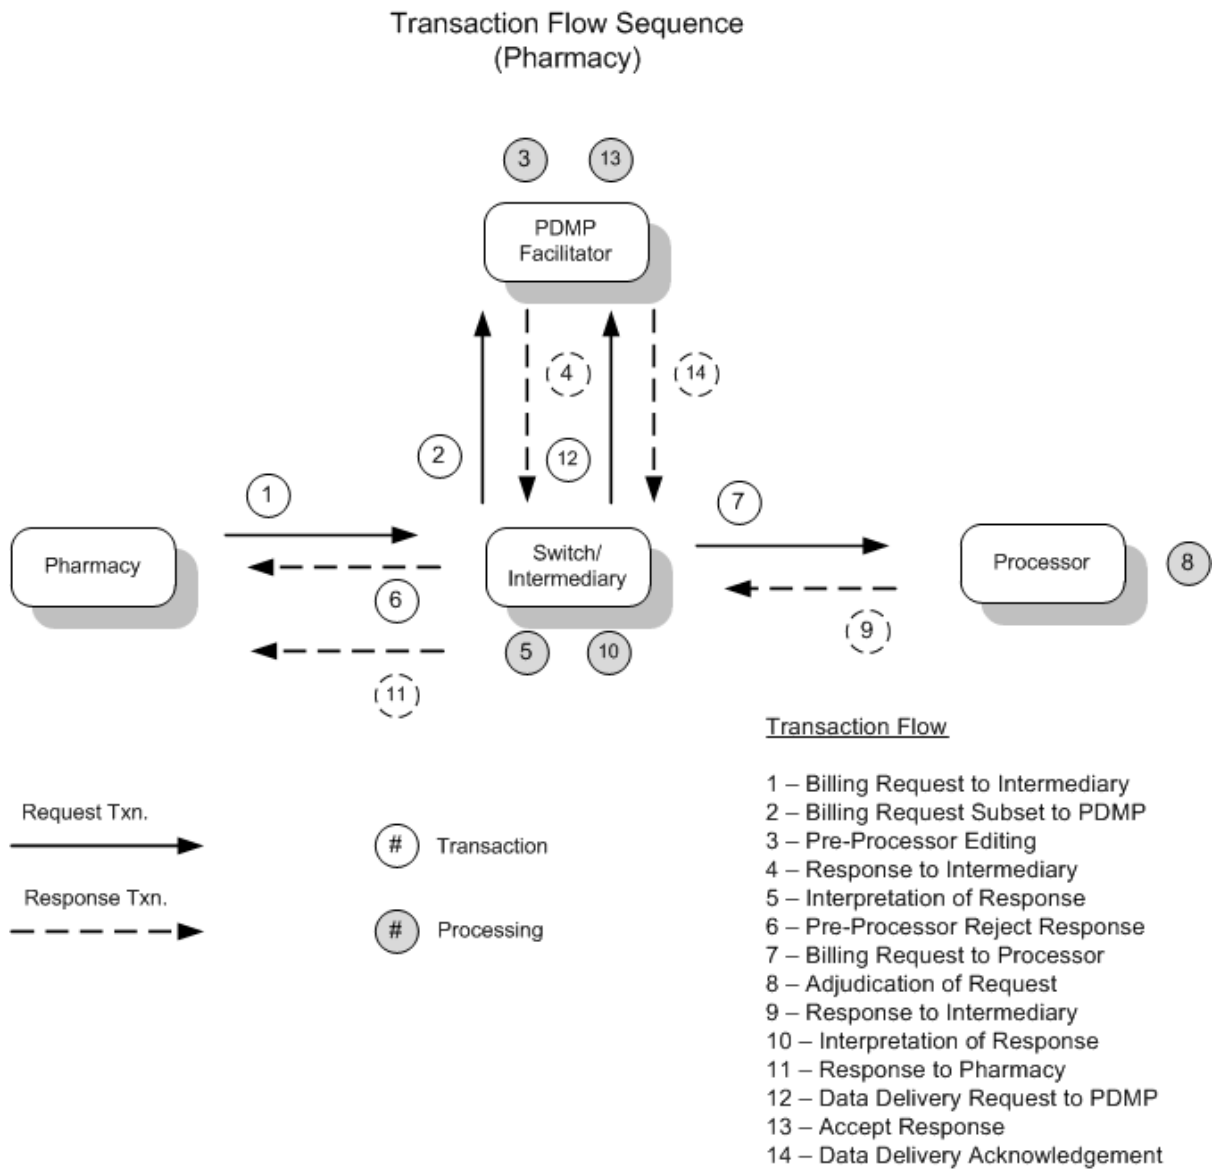 Transaction Flow Sequence
(Pharmacy)
3
13
PDMP
Facilitator
4
14
2
12
1
7
Pharmacy
Switch/
Intermediary
Processor
8
6
9
5
10
11
Transaction Flow
1 – Billing Request to Intermediary
2 – Billing Request Subset to PDMP
3 – Pre-Processor Editing
4 – Response to Intermediary
5 – Interpretation of Response
6 – Pre-Processor Reject Response
7 – Billing Request to Processor
8 – Adjudication of Request
9 – Response to Intermediary
10 – Interpretation of Response
11 – Response to Pharmacy
12 – Data Delivery Request to PDMP
13 – Accept Response
14 – Data Delivery Acknowledgement
Request Txn.
# Transaction
Response Txn.
# Processing